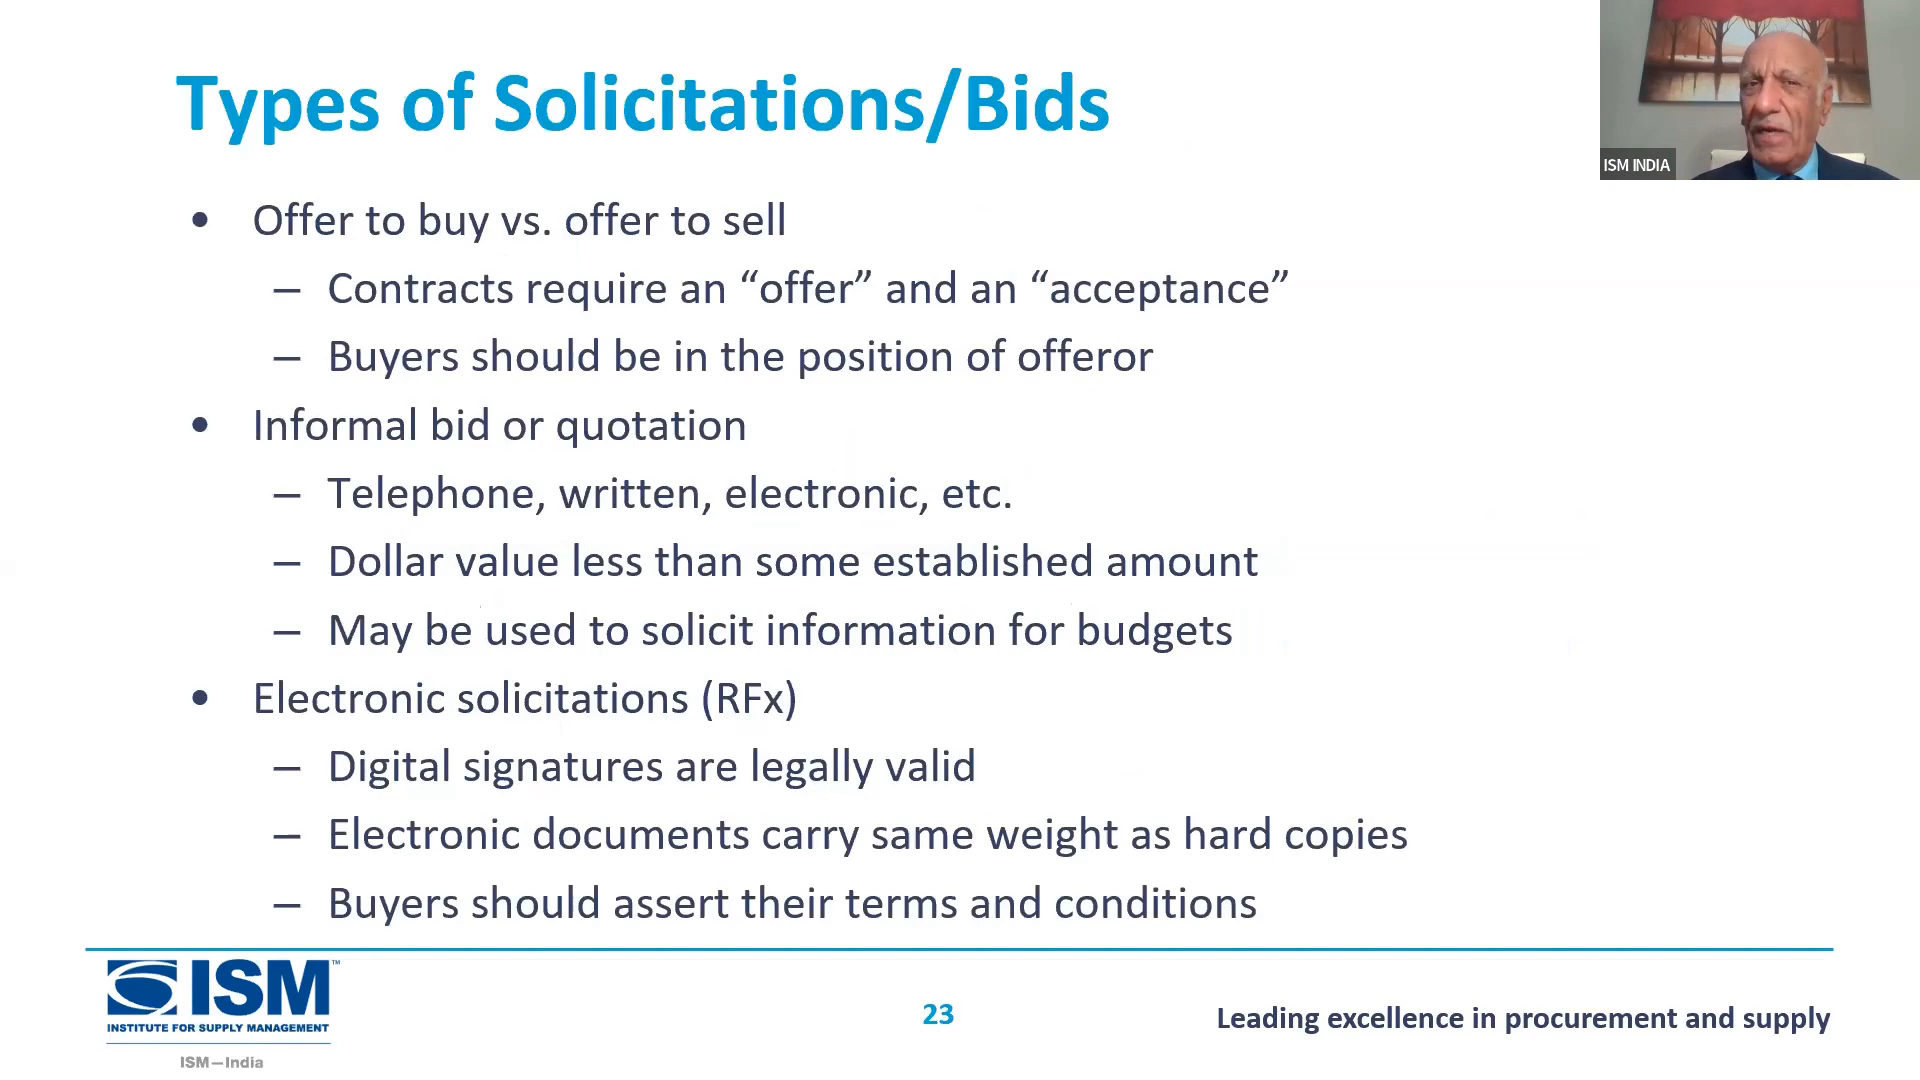 Types of Solicitations/Bids
ISM INDIA
• Offer to buy vs. offer to sell
– Contracts require an “offer” and an “acceptance”
– Buyers should be in the position of offeror
• Informal bid or quotation
– Telephone, written, electronic, etc.
– Dollar value less than some established amount
– May be used to solicit information for budgets
• Electronic solicitations (RFx)
– Digital signatures are legally valid
– Electronic documents carry same weight as hard copies
– Buyers should assert their terms and conditions
ISM™
INSTITUTE FOR SUPPLY MANAGEMENT
ISM—India
23
Leading excellence in procurement and supply